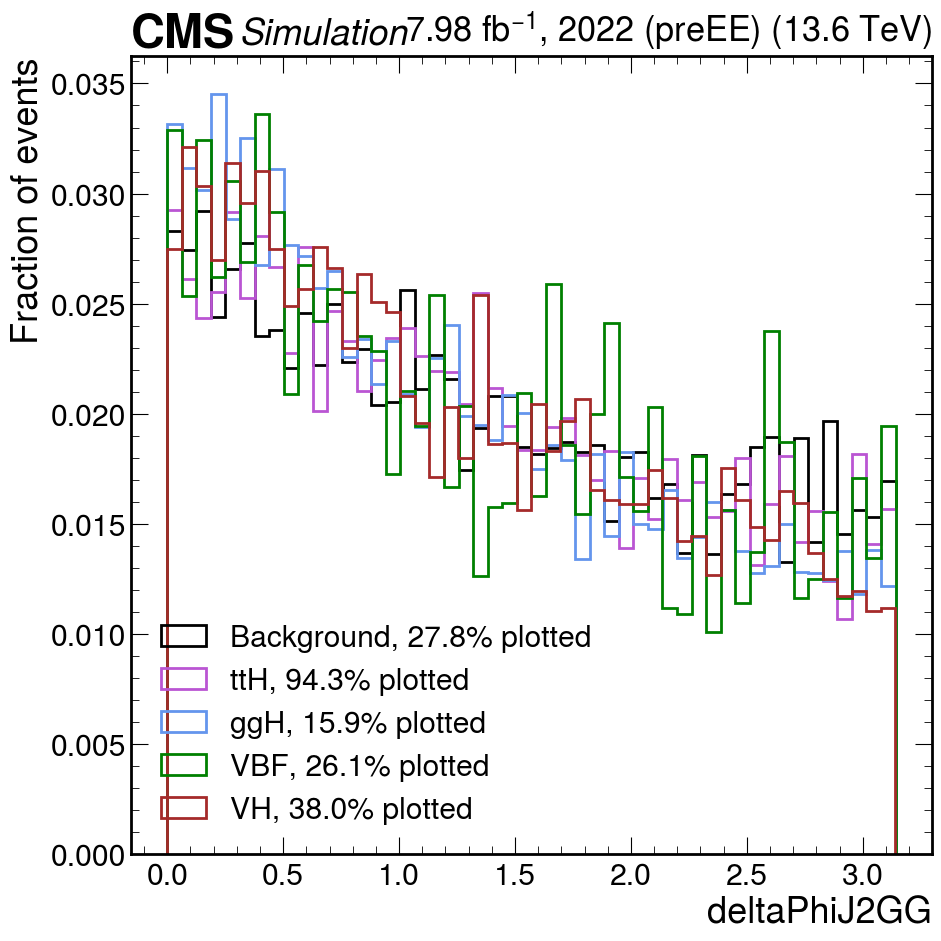 CMS Simulation 7.98 fb⁻¹, 2022 (preEE) (13.6 TeV)
Fraction of events
0.035
0.030
0.025
0.020
0.015
0.010
0.005
0.000
Background, 27.8% plotted
ttH, 94.3% plotted
ggH, 15.9% plotted
VBF, 26.1% plotted
VH, 38.0% plotted
0.0 0.5 1.0 1.5 2.0 2.5 3.0
deltaPhiJ2GG